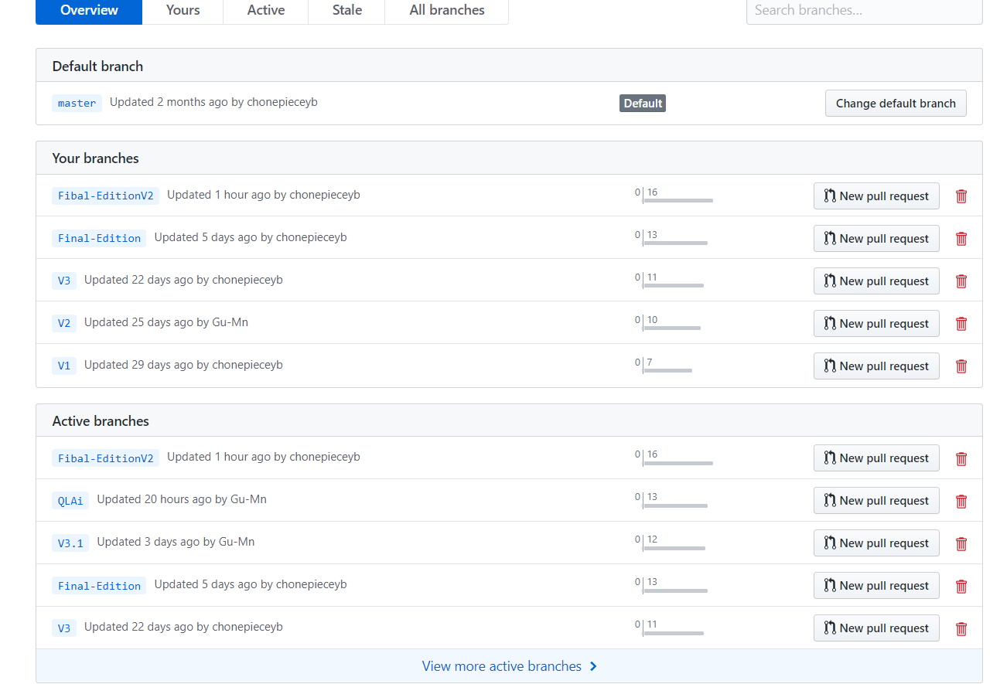 Overview Yours Active Stale All branches Search branches...
Default branch
master Updated 2 months ago by chonepieceyb Default Change default branch
Your branches
Fibal-EditionV2 Updated 1 hour ago by chonepieceyb 0 16 New pull request
Final-Edition Updated 5 days ago by chonepieceyb 0 13 New pull request
V3 Updated 22 days ago by chonepieceyb 0 11 New pull request
V2 Updated 25 days ago by Gu-Mn 0 10 New pull request
V1 Updated 29 days ago by chonepieceyb 0 7 New pull request
Active branches
Fibal-EditionV2 Updated 1 hour ago by chonepieceyb 0 16 New pull request
QLAi Updated 20 hours ago by Gu-Mn 0 13 New pull request
V3.1 Updated 3 days ago by Gu-Mn 0 12 New pull request
Final-Edition Updated 5 days ago by chonepieceyb 0 13 New pull request
V3 Updated 22 days ago by chonepieceyb 0 11 New pull request
View more active branches